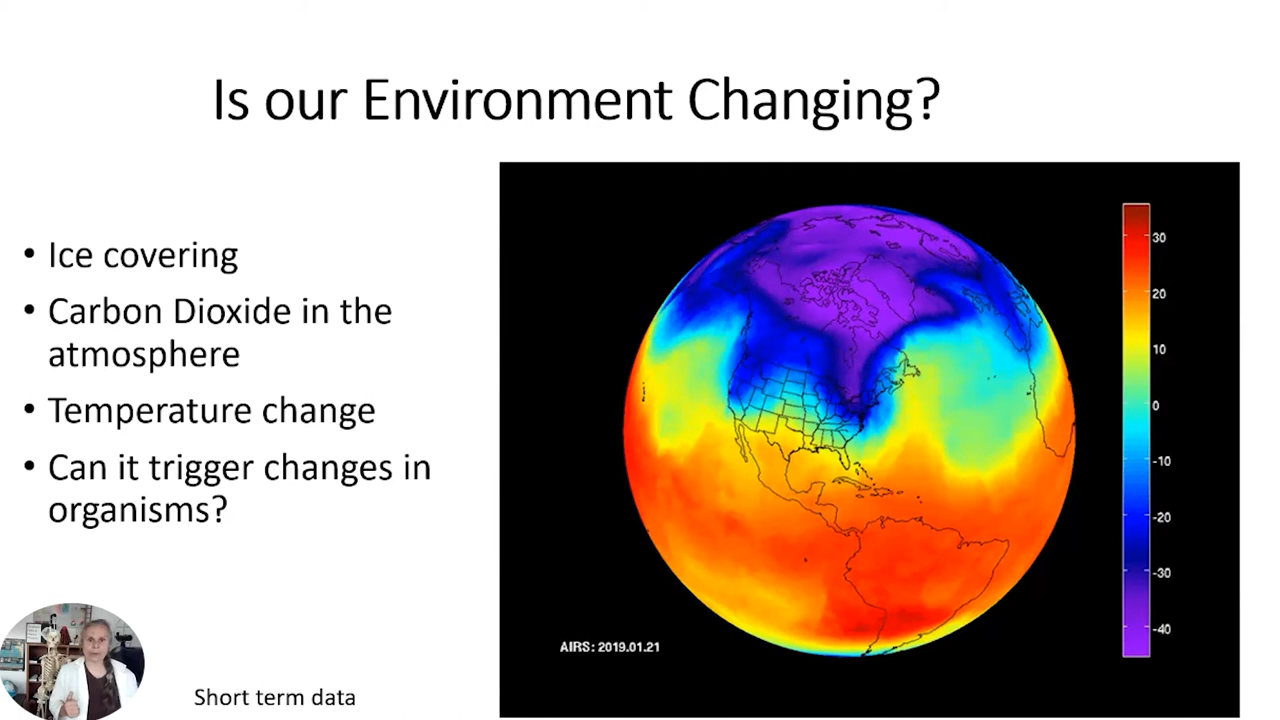 Is our Environment Changing?
• Ice covering
• Carbon Dioxide in the
atmosphere
• Temperature change
• Can it trigger changes in
organisms?
30
20
10
0
-10
-20
-30
-40
AIRS: 2019.01.21
Short term data